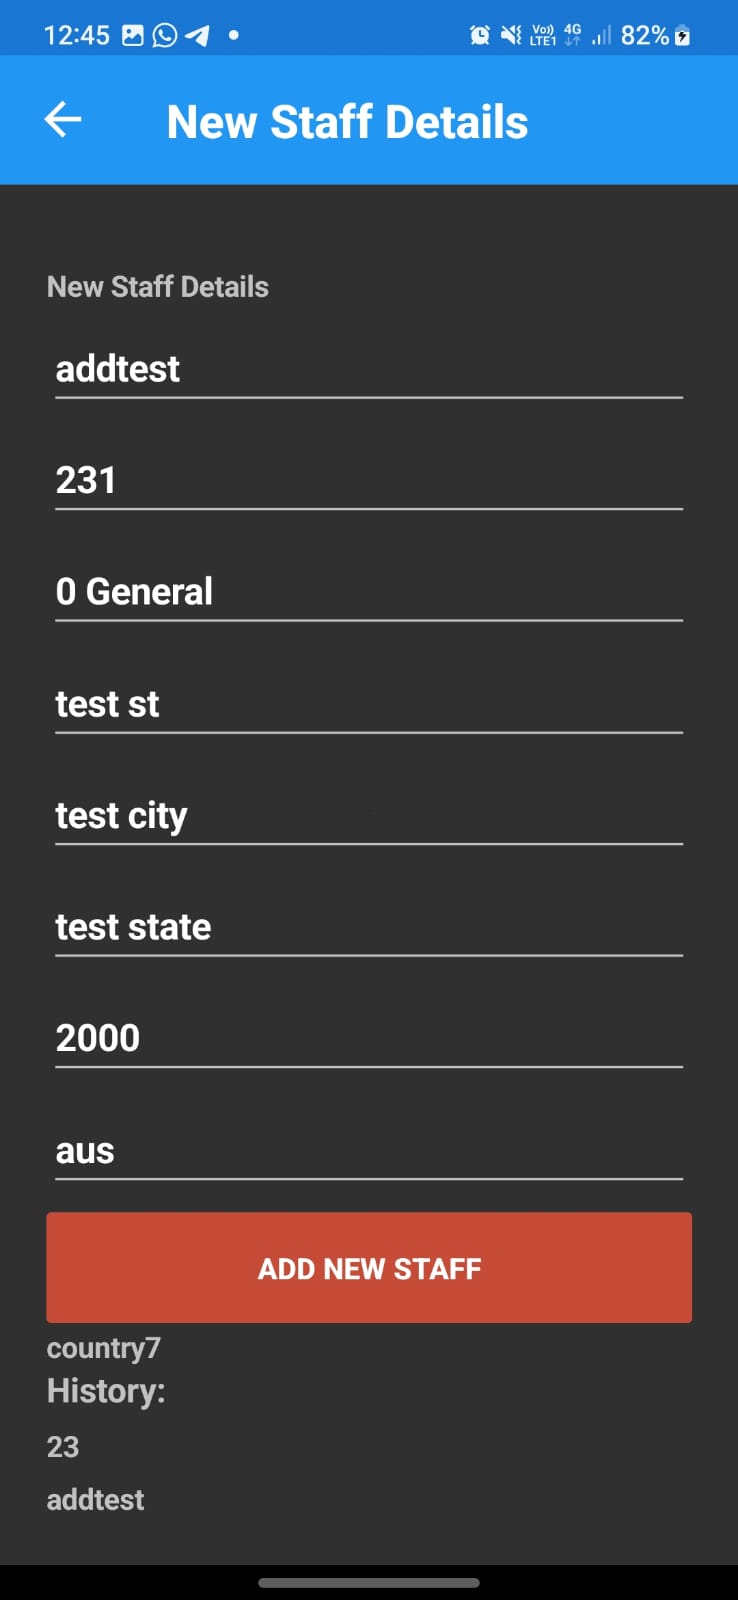 12:45
Vo)) 4G
LTE1
82%
New Staff Details
New Staff Details
addtest
231
0 General
test st
test city
test state
2000
aus
ADD NEW STAFF
country7
History:
23
addtest